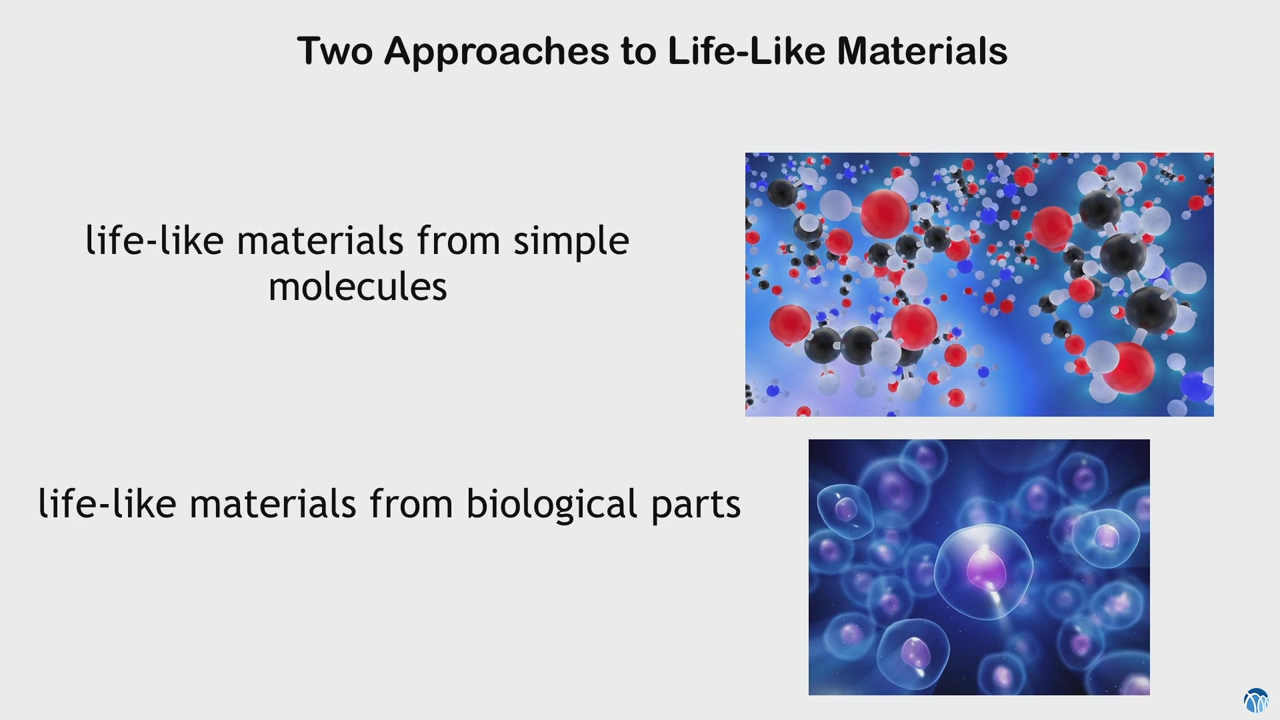 Two Approaches to Life-Like Materials
life-like materials from simple
molecules
life-like materials from biological parts